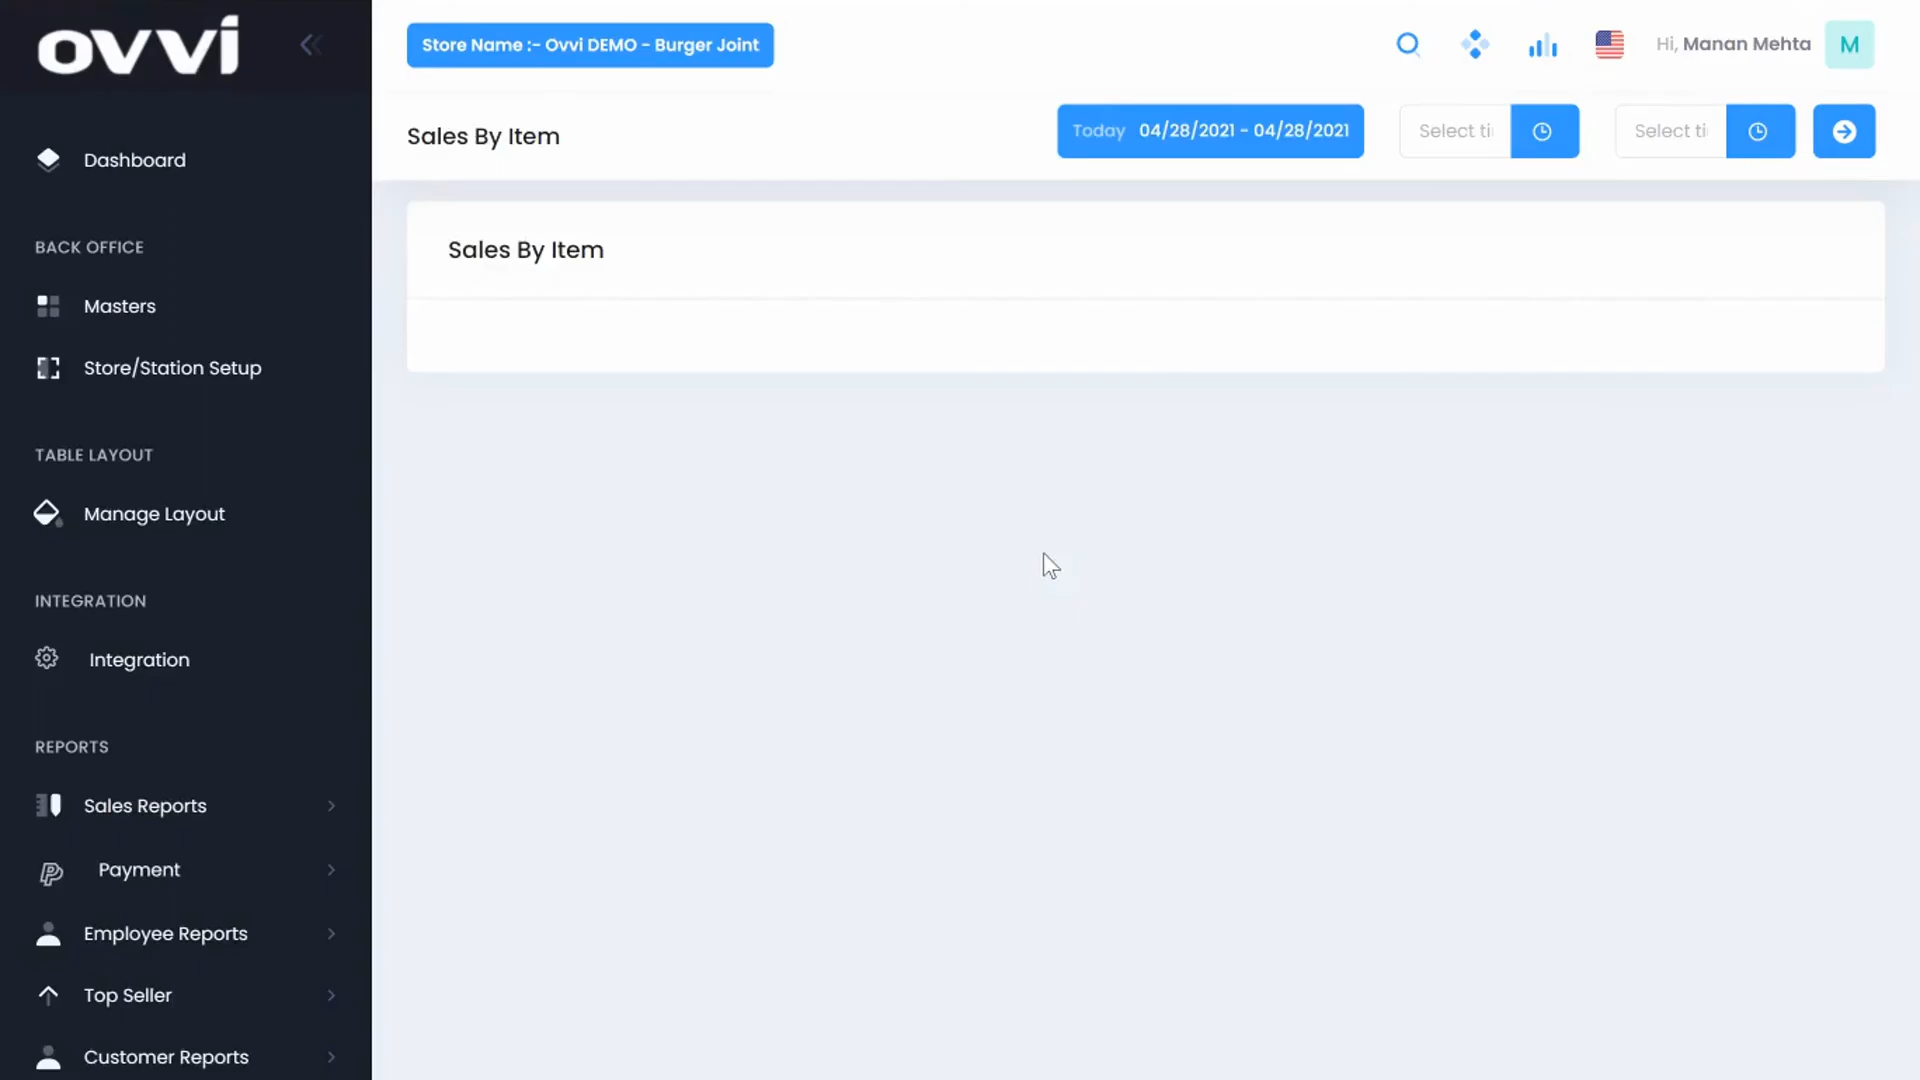 ovvi
Store Name :- Ovvi DEMO - Burger Joint
Hi, Manan Mehta
M
Sales By Item
Today 04/28/2021 - 04/28/2021
Select ti
Select ti
Dashboard
BACK OFFICE
Masters
Store/Station Setup
TABLE LAYOUT
Manage Layout
INTEGRATION
Integration
REPORTS
Sales Reports
Payment
Employee Reports
Top Seller
Customer Reports
Sales By Item